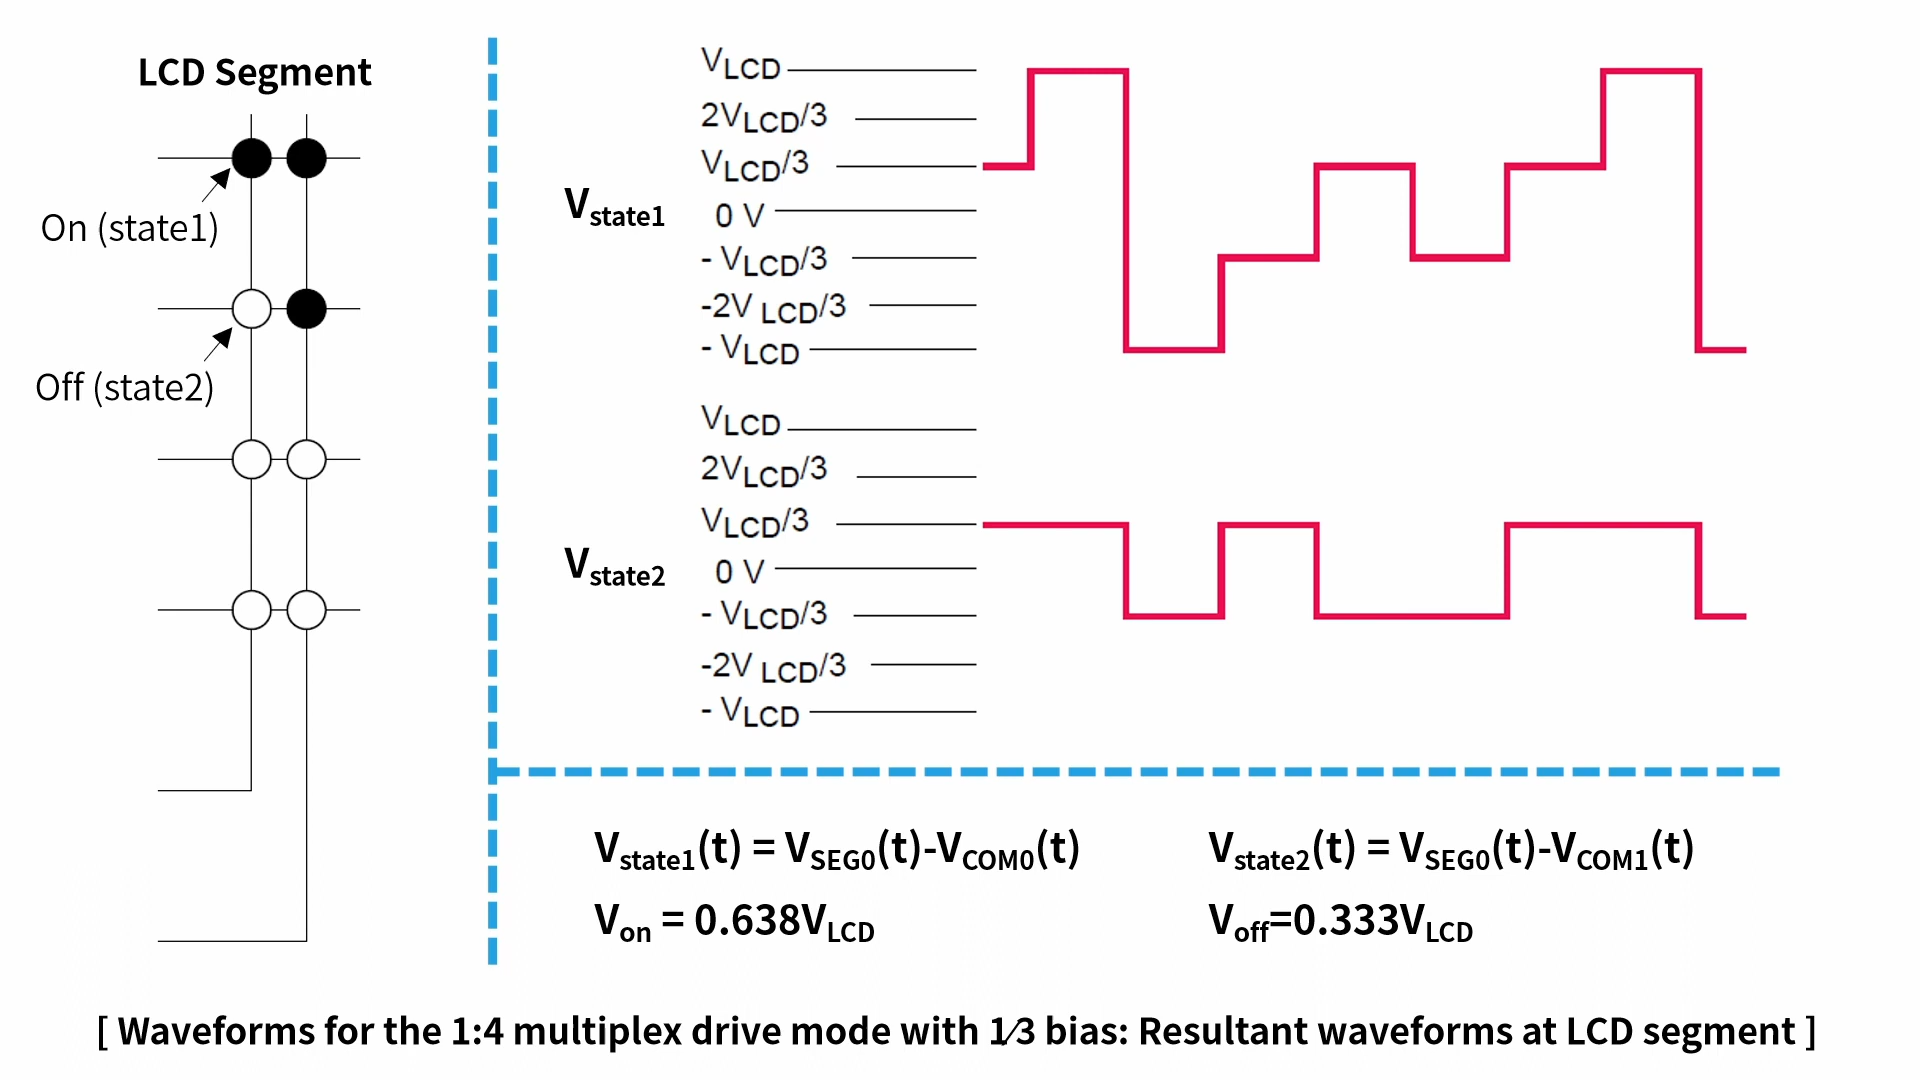 LCD Segment
On (state1)
Off (state2)
Vstate1
VLCD
2VLCD/3
VLCD/3
0 V
- VLCD/3
-2V LCD/3
- VLCD
Vstate2
VLCD
2VLCD/3
VLCD/3
0 V
- VLCD/3
-2V LCD/3
- VLCD
Vstate1(t) = VSEG0(t)-VCOM0(t)
Von = 0.638VLCD
Vstate2(t) = VSEG0(t)-VCOM1(t)
Voff=0.333VLCD
[ Waveforms for the 1:4 multiplex drive mode with 1⁄3 bias: Resultant waveforms at LCD segment ]